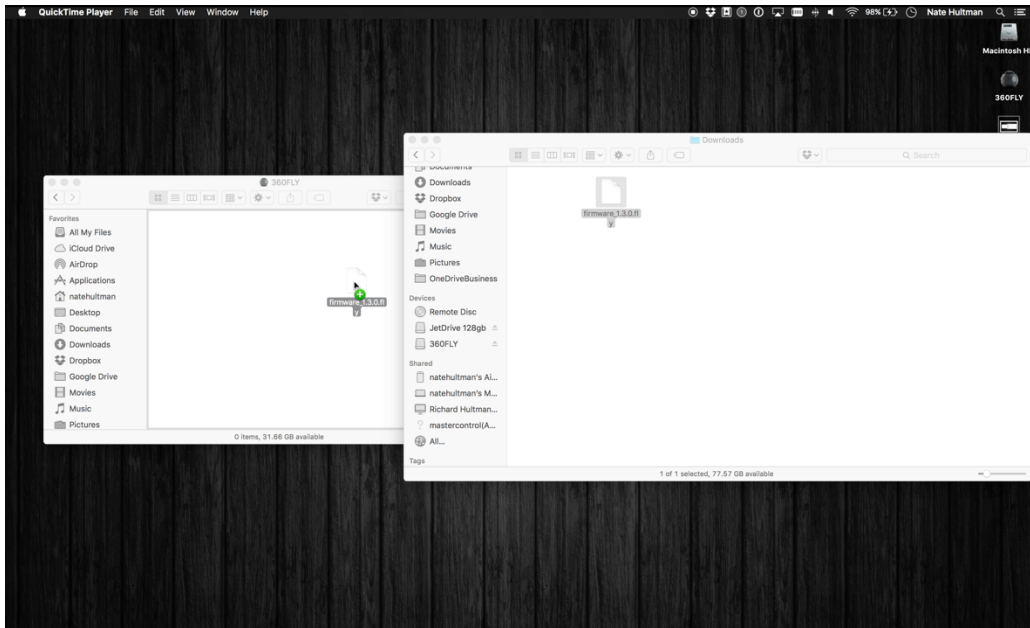 QuickTime Player File Edit View Window Help 98% Nate Hultman
Macintosh H
360FLY
360FLY
Favorites
All My Files
iCloud Drive
AirDrop
Applications
natehultman
Desktop
Documents
Downloads
Dropbox
Google Drive
Movies
Music
Pictures
firmware_1.3.0.fl
y
0 items, 31.66 GB available
Downloads
Search
Documents
Downloads
Dropbox
Google Drive
Movies
Music
Pictures
OneDriveBusiness
Devices
Remote Disc
JetDrive 128gb
360FLY
Shared
natehultman's Ai...
natehultman's M...
Richard Hultman...
mastercontrol(A...
All...
Tags
firmware_1.3.0.fl
y
1 of 1 selected, 77.57 GB available